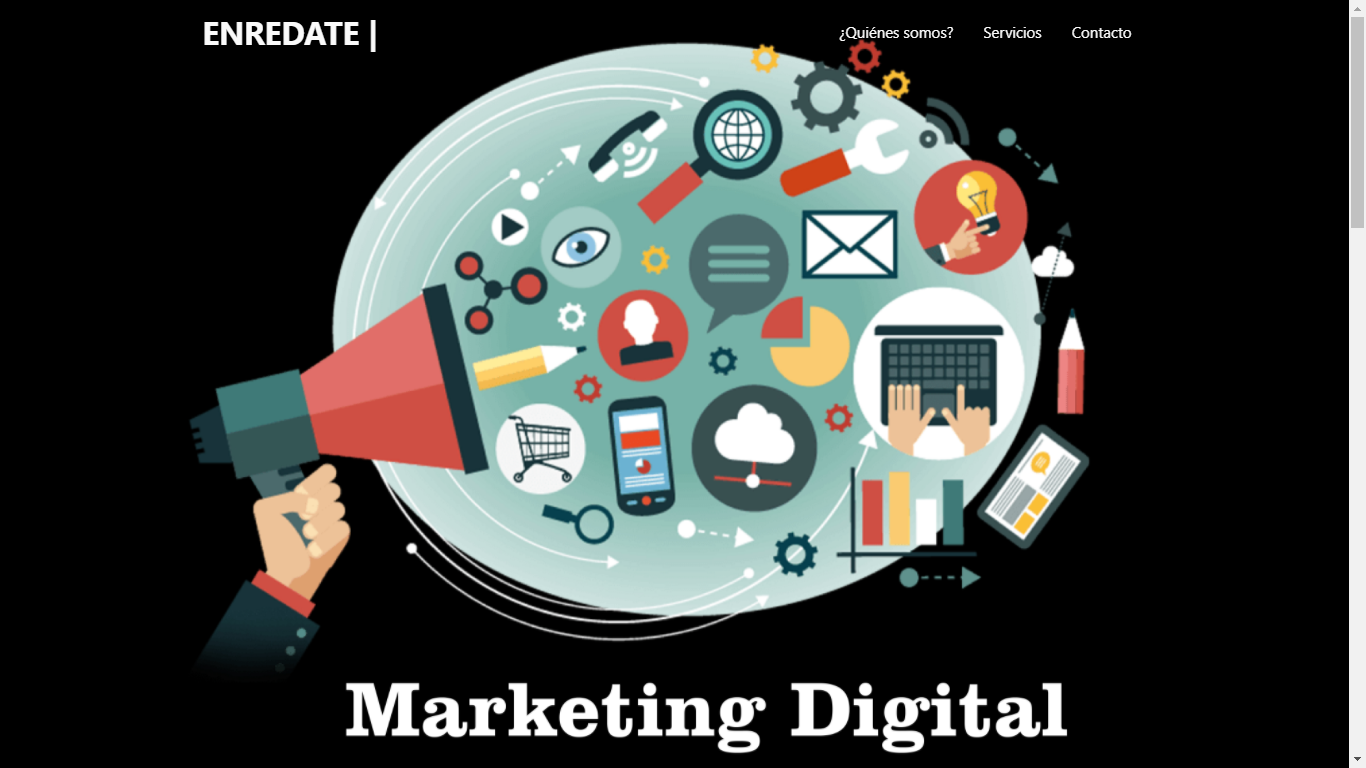 ENREDATE |
¿Quiénes somos?
Servicios
Contacto
Marketing Digital